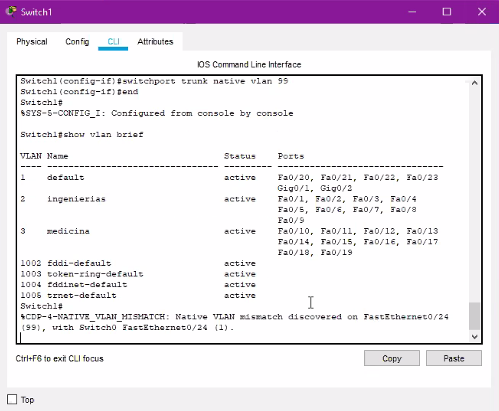 Switch1
Physical Config CLI Attributes
IOS Command Line Interface
Switch1(config-if)#switchport trunk native vlan 99
Switch1(config-if)#end
Switch1#
%SYS-5-CONFIG_I: Configured from console by console
Switch1#show vlan brief
VLAN Name Status Ports
---- -------------------------------- --------- -------------------------------
1 default active Fa0/20, Fa0/21, Fa0/22, Fa0/23
Gig0/1, Gig0/2
2 ingenierias active Fa0/1, Fa0/2, Fa0/3, Fa0/4
Fa0/5, Fa0/6, Fa0/7, Fa0/8
Fa0/9
3 medicina active Fa0/10, Fa0/11, Fa0/12, Fa0/13
Fa0/14, Fa0/15, Fa0/16, Fa0/17
Fa0/18, Fa0/19
1002 fddi-default active
1003 token-ring-default active
1004 fddinet-default active
1005 trnet-default active
Switch1#
%CDP-4-NATIVE_VLAN_MISMATCH: Native VLAN mismatch discovered on FastEthernet0/24
(99), with Switch0 FastEthernet0/24 (1).
Ctrl+F6 to exit CLI focus
Copy Paste
Top